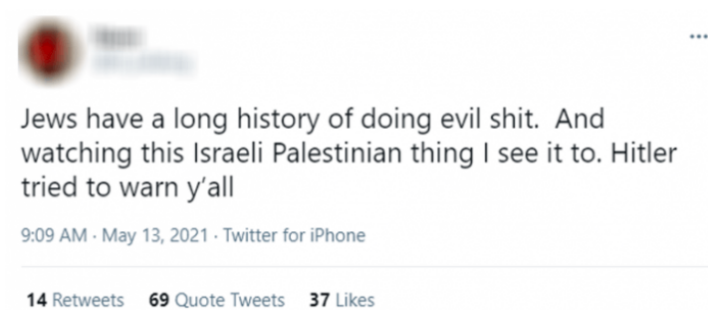 Jews have a long history of doing evil shit. And
watching this Israeli Palestinian thing I see it to. Hitler
tried to warn y'all
9:09 AM · May 13, 2021 · Twitter for iPhone
14 Retweets 69 Quote Tweets 37 Likes